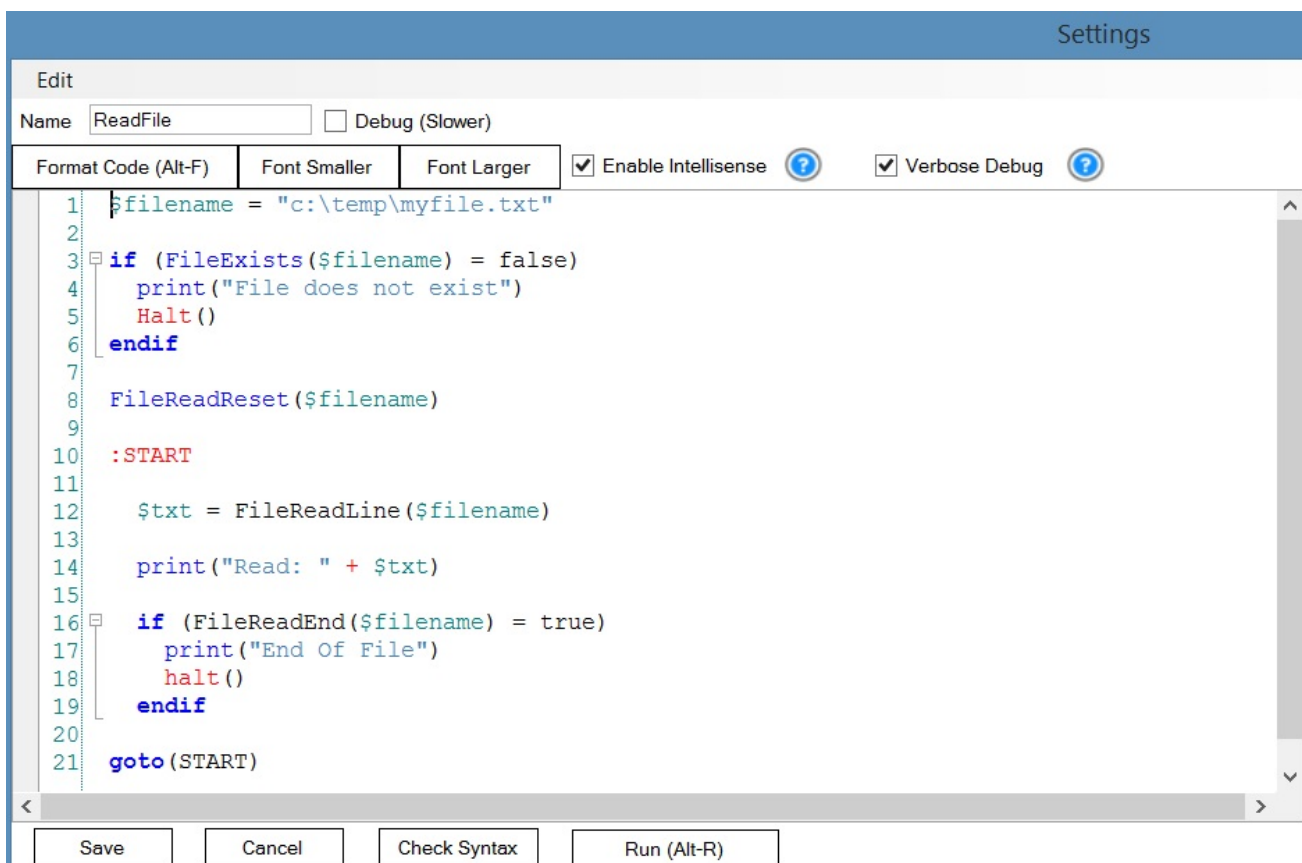 Settings
Edit
Name ReadFile Debug (Slower)
Format Code (Alt-F) Font Smaller Font Larger Enable Intellisense ? Verbose Debug ?
1 $filename = "c:\temp\myfile.txt"
2
3 if (FileExists($filename) = false)
4 print("File does not exist")
5 Halt()
6 endif
7
8 FileReadReset($filename)
9
10 :START
11
12 $txt = FileReadLine($filename)
13
14 print("Read: " + $txt)
15
16 if (FileReadEnd($filename) = true)
17 print("End Of File")
18 halt()
19 endif
20
21 goto(START)
Save Cancel Check Syntax Run (Alt-R)